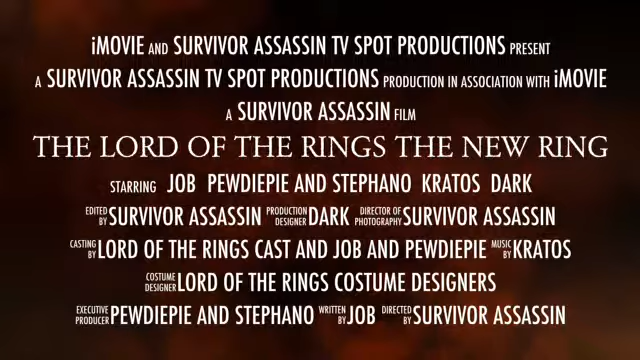 iMOVIE AND SURVIVOR ASSASSIN TV SPOT PRODUCTIONS PRESENT
A SURVIVOR ASSASSIN TV SPOT PRODUCTIONS PRODUCTION IN ASSOCIATION WITH iMOVIE
A SURVIVOR ASSASSIN FILM
THE LORD OF THE RINGS THE NEW RING
STARRING JOB PEWDIEPIE AND STEPHANO KRATOS DARK
EDITED BY SURVIVOR ASSASSIN PRODUCTION DESIGNER DARK DIRECTOR OF PHOTOGRAPHY SURVIVOR ASSASSIN
CASTING BY LORD OF THE RINGS CAST AND JOB AND PEWDIEPIE MUSIC BY KRATOS
COSTUME DESIGNER LORD OF THE RINGS COSTUME DESIGNERS
EXECUTIVE PRODUCER PEWDIEPIE AND STEPHANO WRITTEN BY JOB DIRECTED BY SURVIVOR ASSASSIN